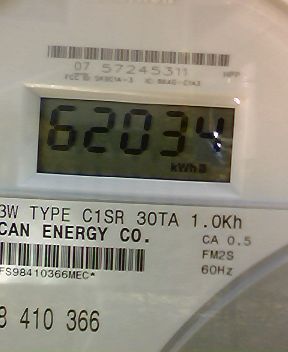 07 57245311
62034
kWh
3W TYPE C1SR 30TA 1.0Kh
CAN ENERGY CO.
CA 0.5
FM2S
FS98410366MEC*
60Hz
8 410 366